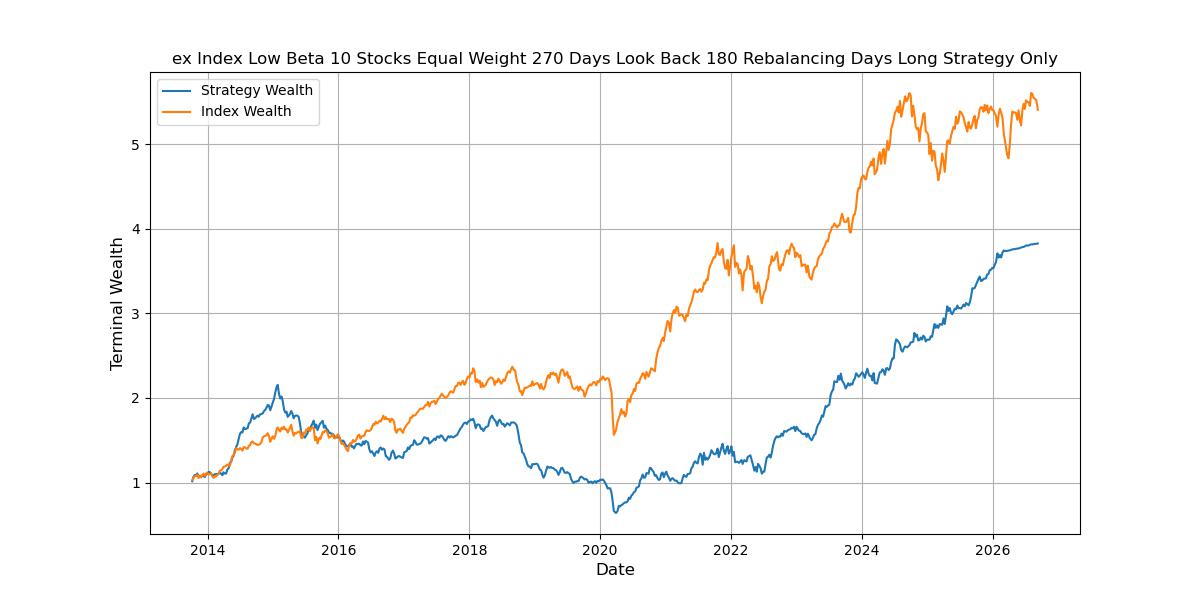 ex Index Low Beta 10 Stocks Equal Weight 270 Days Look Back 180 Rebalancing Days Long Strategy Only
Strategy Wealth
Index Wealth
Terminal Wealth
5
4
3
2
1
2014 2016 2018 2020 2022 2024 2026
Date